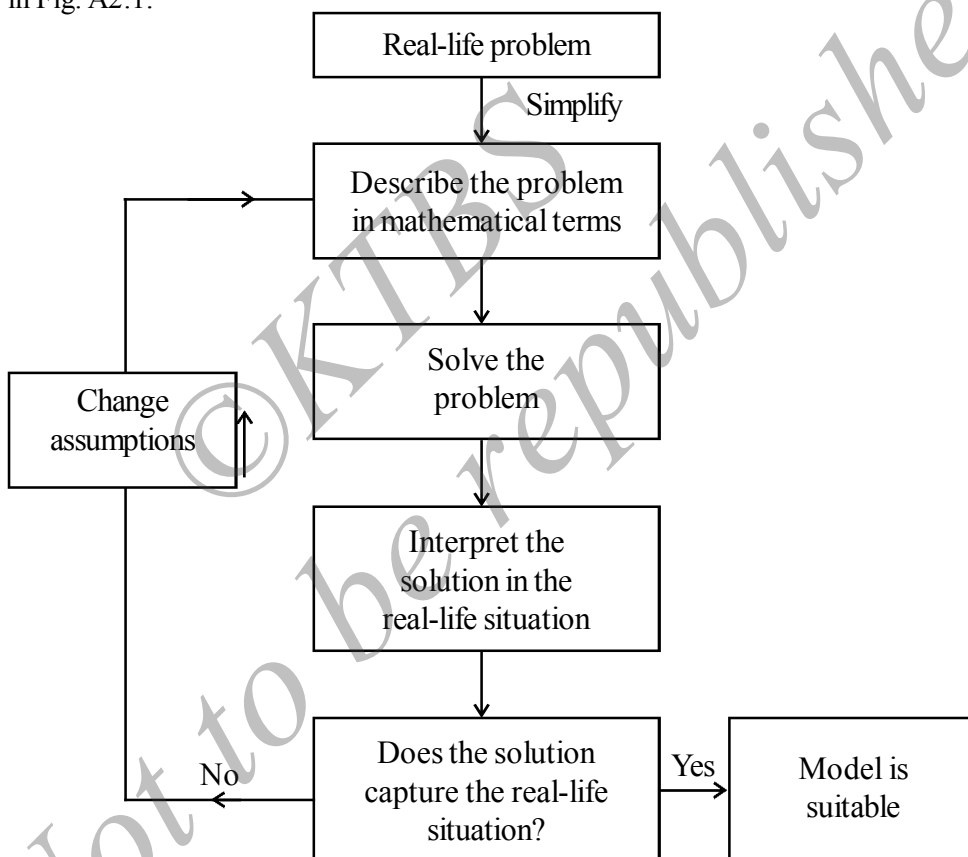 in Fig. A2.1.
Real-life problem
Simplify
Describe the problem
in mathematical terms
Solve the
problem
Change
assumptions
Interpret the
solution in the
real-life situation
Does the solution
capture the real-life
situation?
No
Yes
Model is
suitable
©KTBS
Not to be republishe